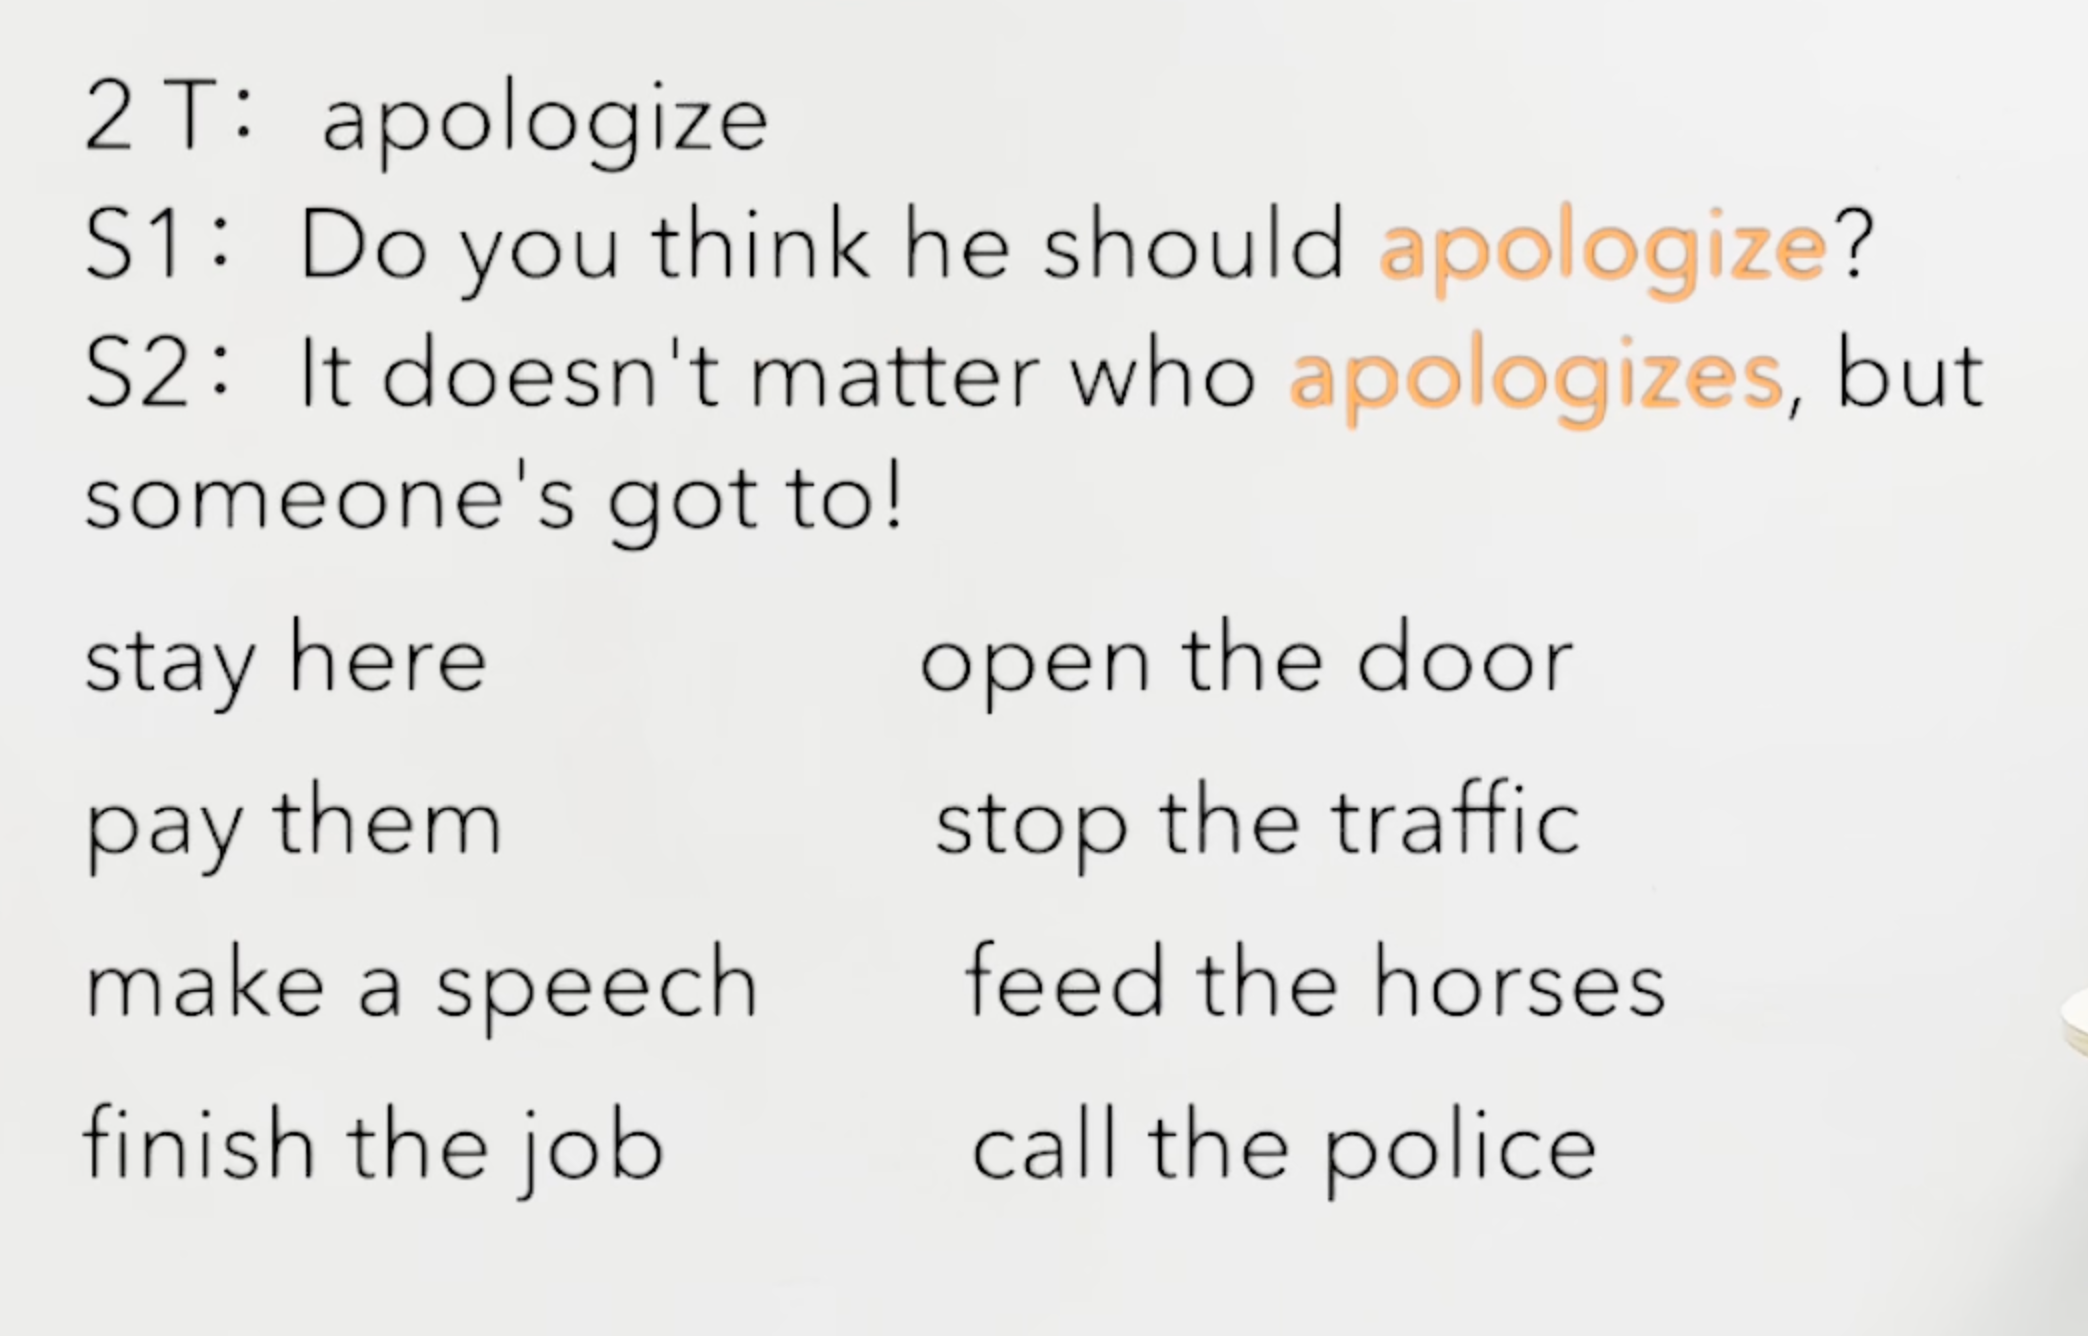 2 T: apologize
S1: Do you think he should apologize?
S2: It doesn't matter who apologizes, but
someone's got to!
stay here open the door
pay them stop the traffic
make a speech feed the horses
finish the job call the police